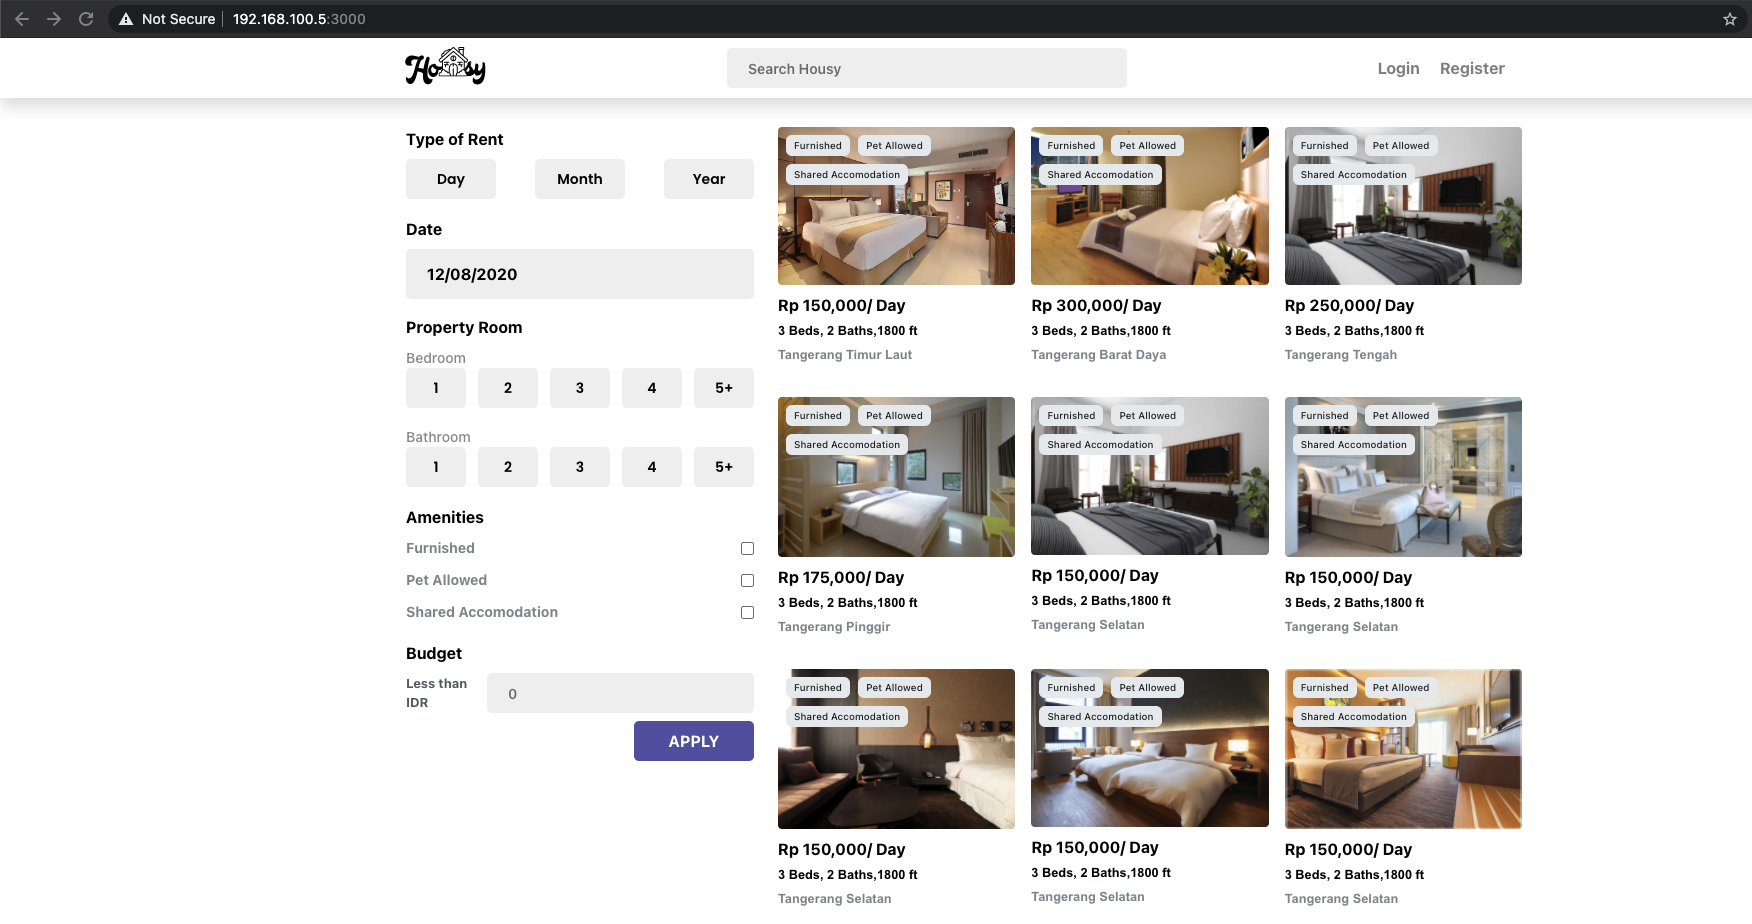 Not Secure
192.168.100.5:3000
Housy
Search Housy
Login
Register
Type of Rent
Day
Month
Year
Date
12/08/2020
Property Room
Bedroom
1
2
3
4
5+
Bathroom
1
2
3
4
5+
Amenities
Furnished
Pet Allowed
Shared Accomodation
Budget
Less than
IDR
0
APPLY
Furnished
Pet Allowed
Shared Accomodation
Rp 150,000/ Day
3 Beds, 2 Baths,1800 ft
Tangerang Timur Laut
Furnished
Pet Allowed
Shared Accomodation
Rp 300,000/ Day
3 Beds, 2 Baths,1800 ft
Tangerang Barat Daya
Furnished
Pet Allowed
Shared Accomodation
Rp 250,000/ Day
3 Beds, 2 Baths,1800 ft
Tangerang Tengah
Furnished
Pet Allowed
Shared Accomodation
Rp 175,000/ Day
3 Beds, 2 Baths,1800 ft
Tangerang Pinggir
Furnished
Pet Allowed
Shared Accomodation
Rp 150,000/ Day
3 Beds, 2 Baths,1800 ft
Tangerang Selatan
Furnished
Pet Allowed
Shared Accomodation
Rp 150,000/ Day
3 Beds, 2 Baths,1800 ft
Tangerang Selatan
Furnished
Pet Allowed
Shared Accomodation
Rp 150,000/ Day
3 Beds, 2 Baths,1800 ft
Tangerang Selatan
Furnished
Pet Allowed
Shared Accomodation
Rp 150,000/ Day
3 Beds, 2 Baths,1800 ft
Tangerang Selatan
Furnished
Pet Allowed
Shared Accomodation
Rp 150,000/ Day
3 Beds, 2 Baths,1800 ft
Tangerang Selatan